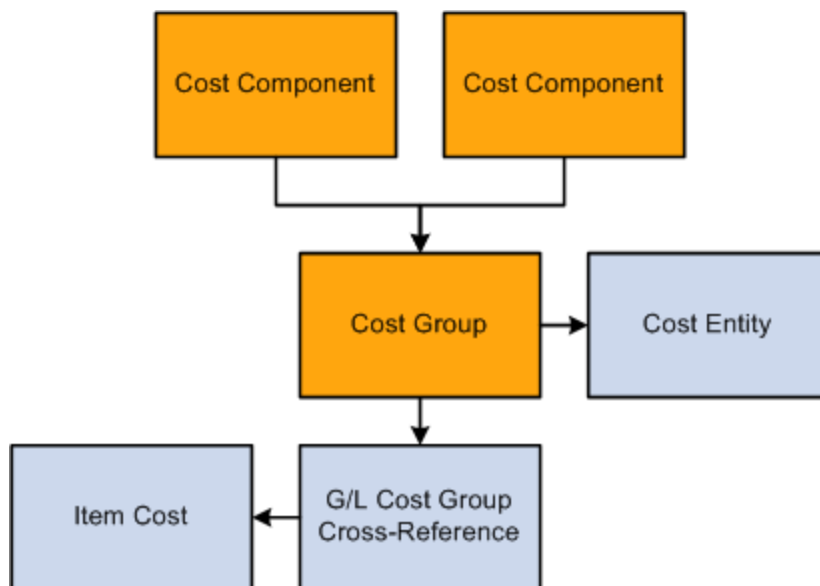 Cost Component
Cost Component
Cost Group
Cost Entity
Item Cost
G/L Cost Group
Cross-Reference